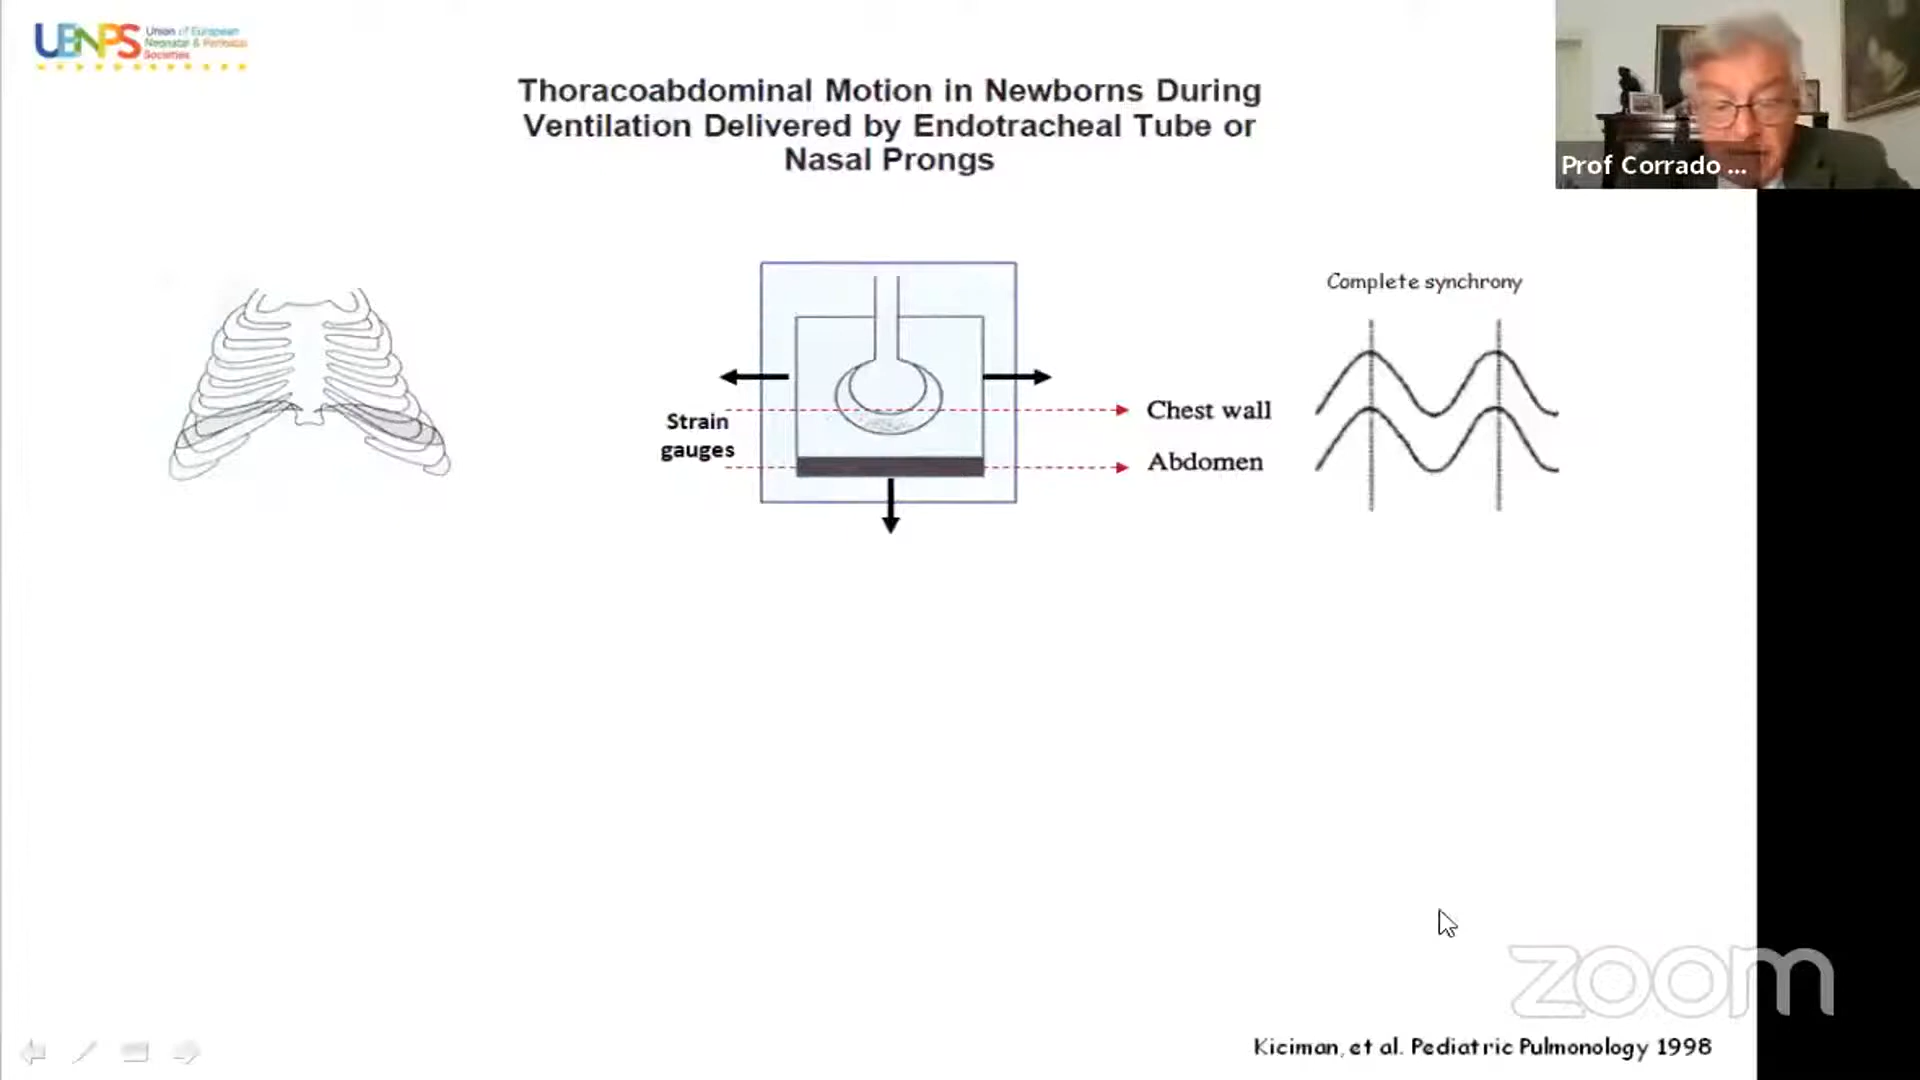 UENPS
Union of European
Neonatal & Perinatal
Societies
Thoracoabdominal Motion in Newborns During
Ventilation Delivered by Endotracheal Tube or
Nasal Prongs
Prof Corrado ...
Complete synchrony
Strain
gauges
Chest wall
Abdomen
zoom
Kiciman, et al. Pediatric Pulmonology 1998